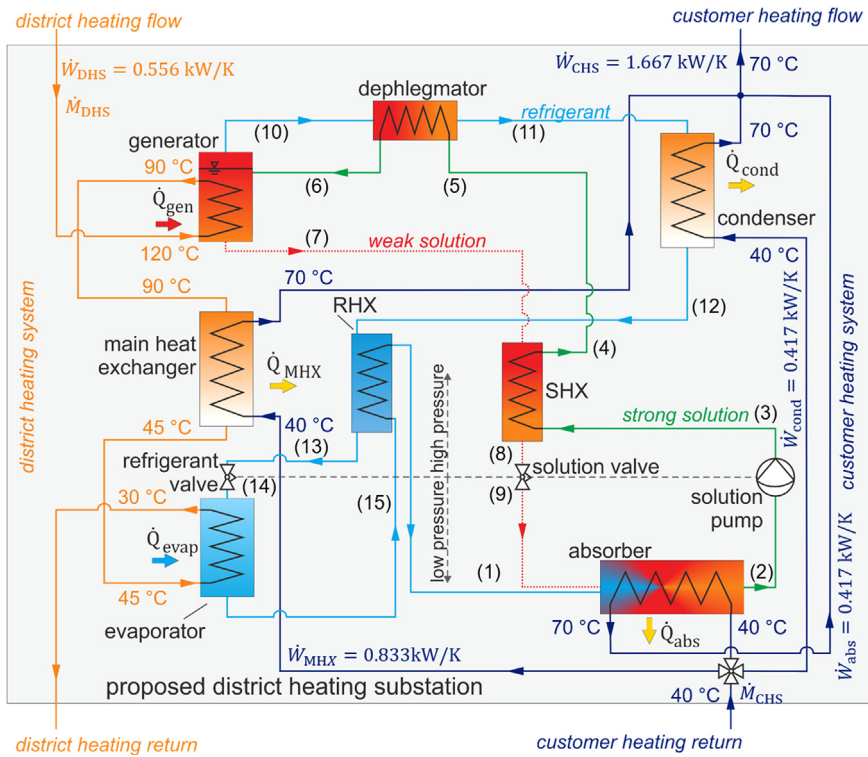 district heating flow
customer heating flow
Ẇ_DHS = 0.556 kW/K
Ẇ_CHS = 1.667 kW/K
70 °C
Ṁ_DHS
dephlegmator
generator
(10)
refrigerant
(11)
70 °C
90 °C
Q̇_cond
Q̇_gen
(6)
(5)
condenser
120 °C
(7)
weak solution
40 °C
90 °C
70 °C
RHX
(12)
main heat
exchanger
Q̇_MHX
(4)
SHX
Ẇ_cond = 0.417 kW/K
customer heating system
district heating system
low pressure
high pressure
strong solution
(3)
45 °C
40 °C
(13)
refrigerant
valve
(8)
solution valve
(14)
(9)
solution
pump
30 °C
(15)
Q̇_evap
absorber
45 °C
(1)
(2)
evaporator
70 °C
Q̇_abs
40 °C
Ẇ_abs = 0.417 kW/K
Ẇ_MHX = 0.833kW/K
proposed district heating substation
40 °C
Ṁ_CHS
district heating return
customer heating return